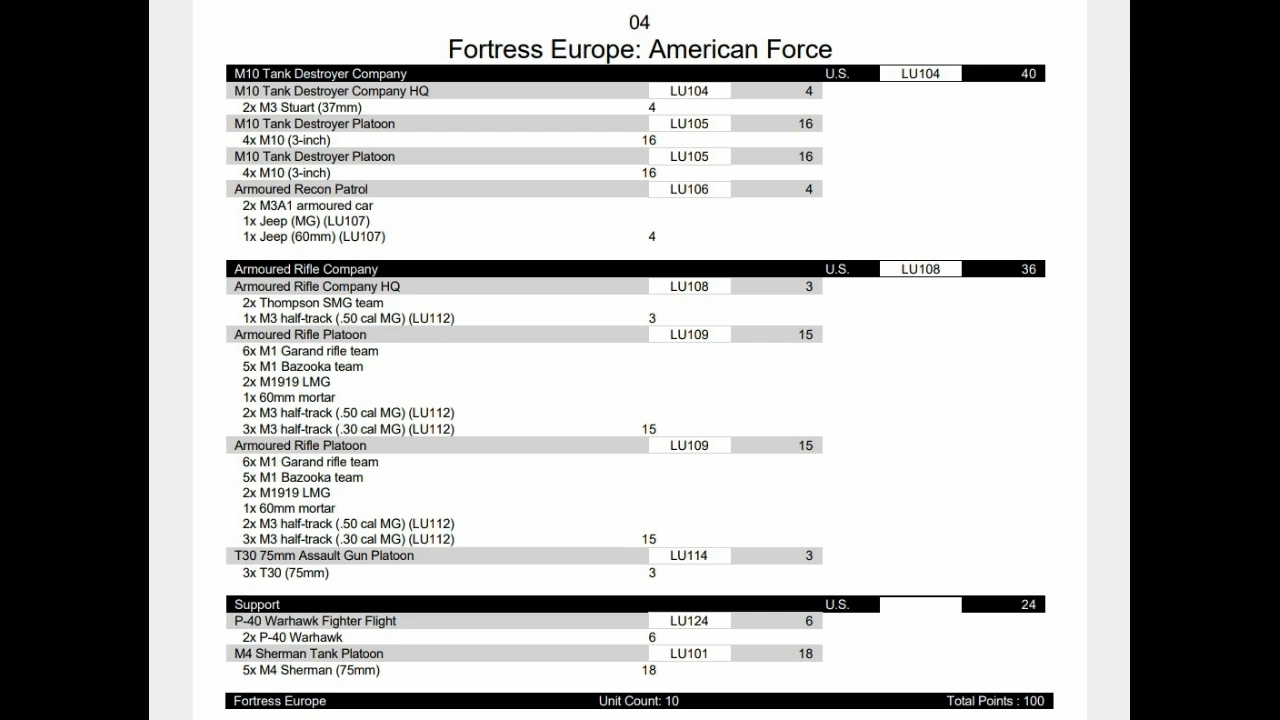 04
Fortress Europe: American Force
M10 Tank Destroyer Company U.S. LU104 40
M10 Tank Destroyer Company HQ LU104 4
2x M3 Stuart (37mm) 4
M10 Tank Destroyer Platoon LU105 16
4x M10 (3-inch) 16
M10 Tank Destroyer Platoon LU105 16
4x M10 (3-inch) 16
Armoured Recon Patrol LU106 4
2x M3A1 armoured car
1x Jeep (MG) (LU107)
1x Jeep (60mm) (LU107) 4
Armoured Rifle Company U.S. LU108 36
Armoured Rifle Company HQ LU108 3
2x Thompson SMG team
1x M3 half-track (.50 cal MG) (LU112) 3
Armoured Rifle Platoon LU109 15
6x M1 Garand rifle team
5x M1 Bazooka team
2x M1919 LMG
1x 60mm mortar
2x M3 half-track (.50 cal MG) (LU112)
3x M3 half-track (.30 cal MG) (LU112) 15
Armoured Rifle Platoon LU109 15
6x M1 Garand rifle team
5x M1 Bazooka team
2x M1919 LMG
1x 60mm mortar
2x M3 half-track (.50 cal MG) (LU112)
3x M3 half-track (.30 cal MG) (LU112) 15
T30 75mm Assault Gun Platoon LU114 3
3x T30 (75mm) 3
Support U.S. 24
P-40 Warhawk Fighter Flight LU124 6
2x P-40 Warhawk 6
M4 Sherman Tank Platoon LU101 18
5x M4 Sherman (75mm) 18
Fortress Europe Unit Count: 10 Total Points : 100